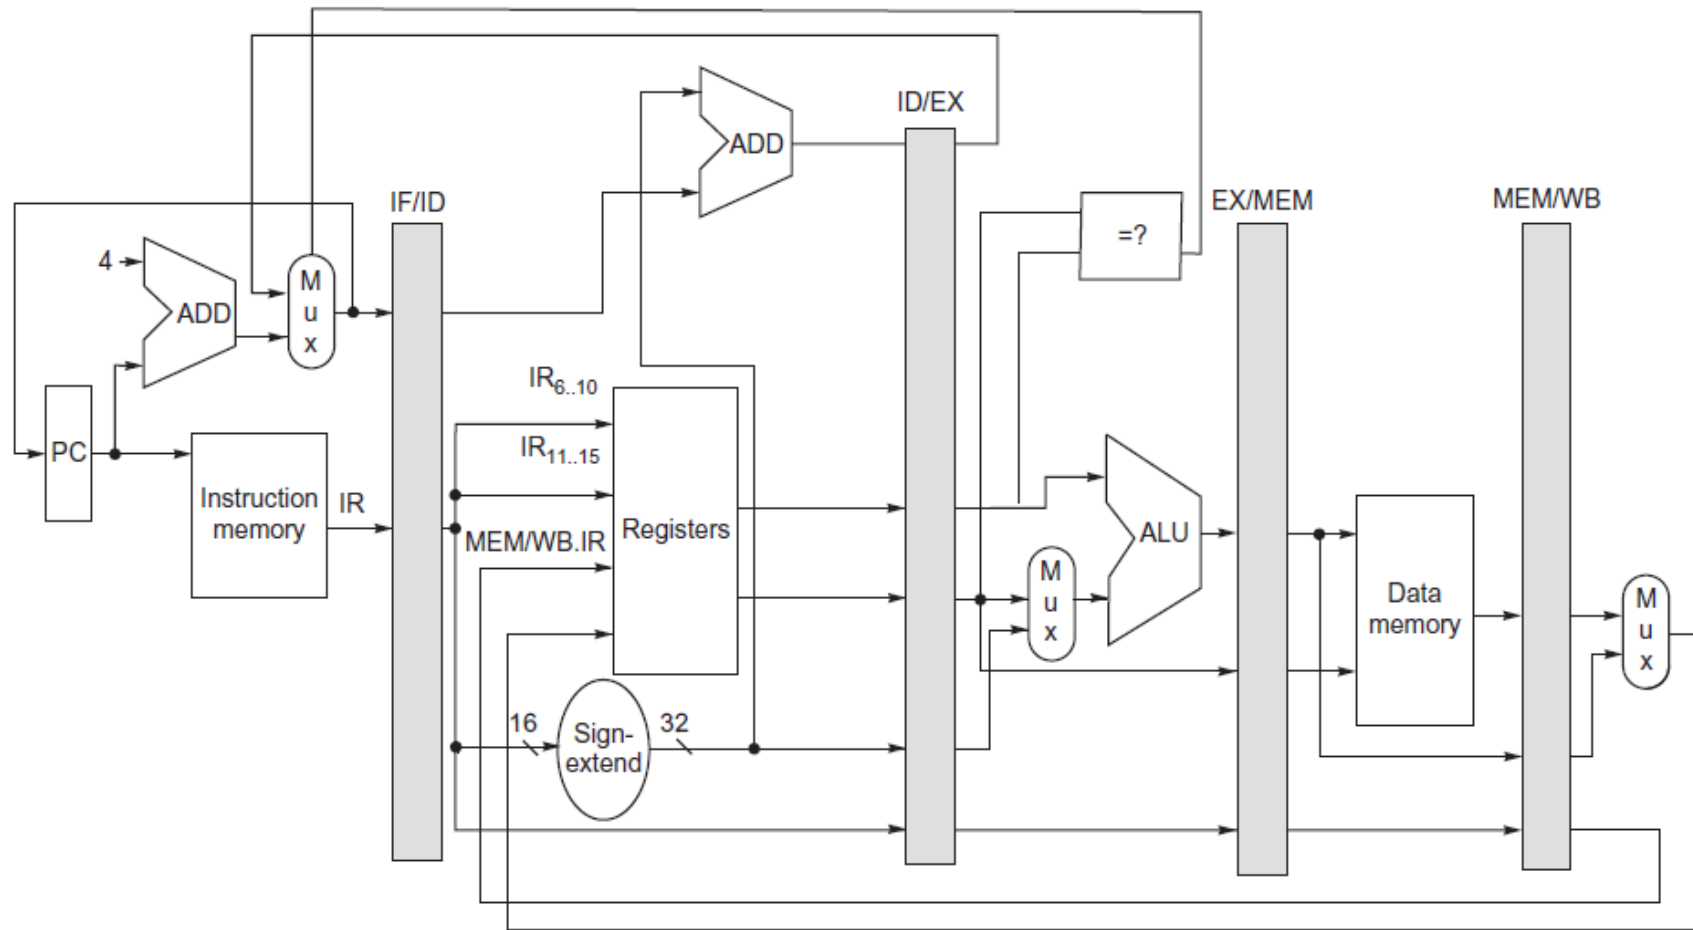 ID/EX
ADD
IF/ID
EX/MEM
MEM/WB
=?
4
ADD
M
u
x
IR6..10
IR11..15
PC
Instruction
memory
IR
MEM/WB.IR
Registers
ALU
M
u
x
Data
memory
M
u
x
16
32
Sign-
extend